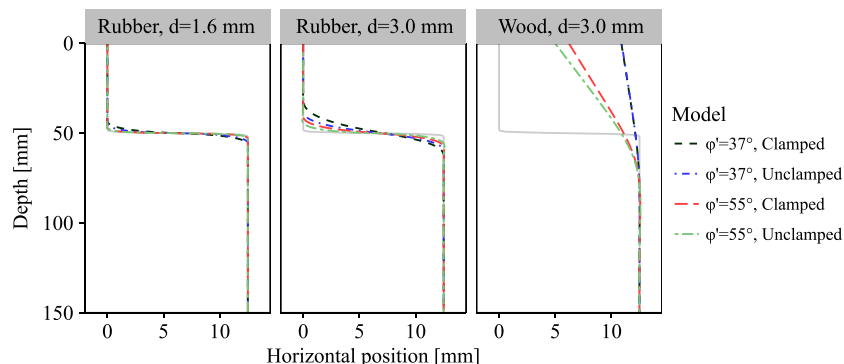 Rubber, d=1.6 mm
Rubber, d=3.0 mm
Wood, d=3.0 mm
0
50
100
150
Depth [mm]
0 5 10
0 5 10
0 5 10
Horizontal position [mm]
Model
φ'=37°, Clamped
φ'=37°, Unclamped
φ'=55°, Clamped
φ'=55°, Unclamped